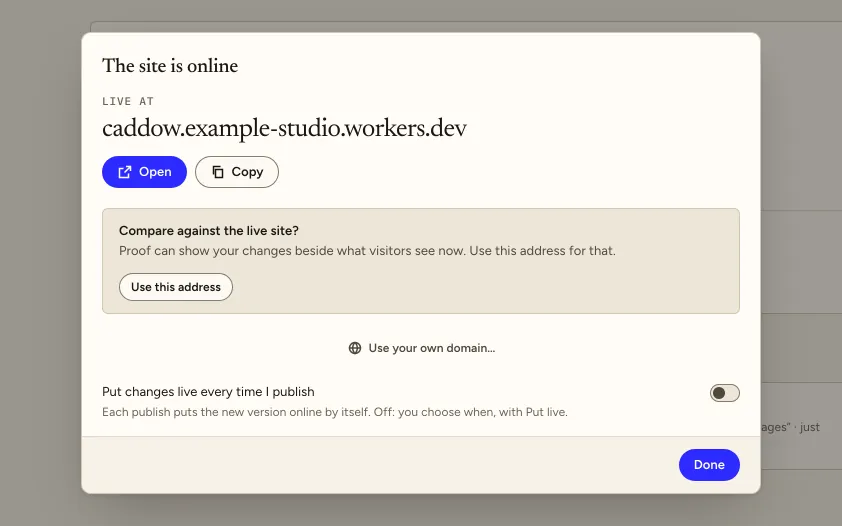 The site is online
LIVE AT
caddow.example-studio.workers.dev
Open
Copy
Compare against the live site?
Proof can show your changes beside what visitors see now. Use this address for that.
Use this address
Use your own domain...
Put changes live every time I publish
Each publish puts the new version online by itself. Off: you choose when, with Put live.
ages” · just
Done